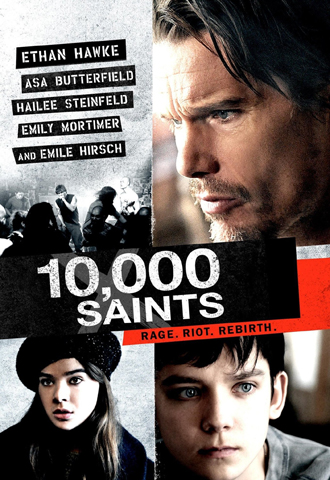 ETHAN HAWKE
ASA BUTTERFIELD
HAILEE STEINFELD
EMILY MORTIMER
AND EMILE HIRSCH
10,000
SAINTS
RAGE. RIOT. REBIRTH.